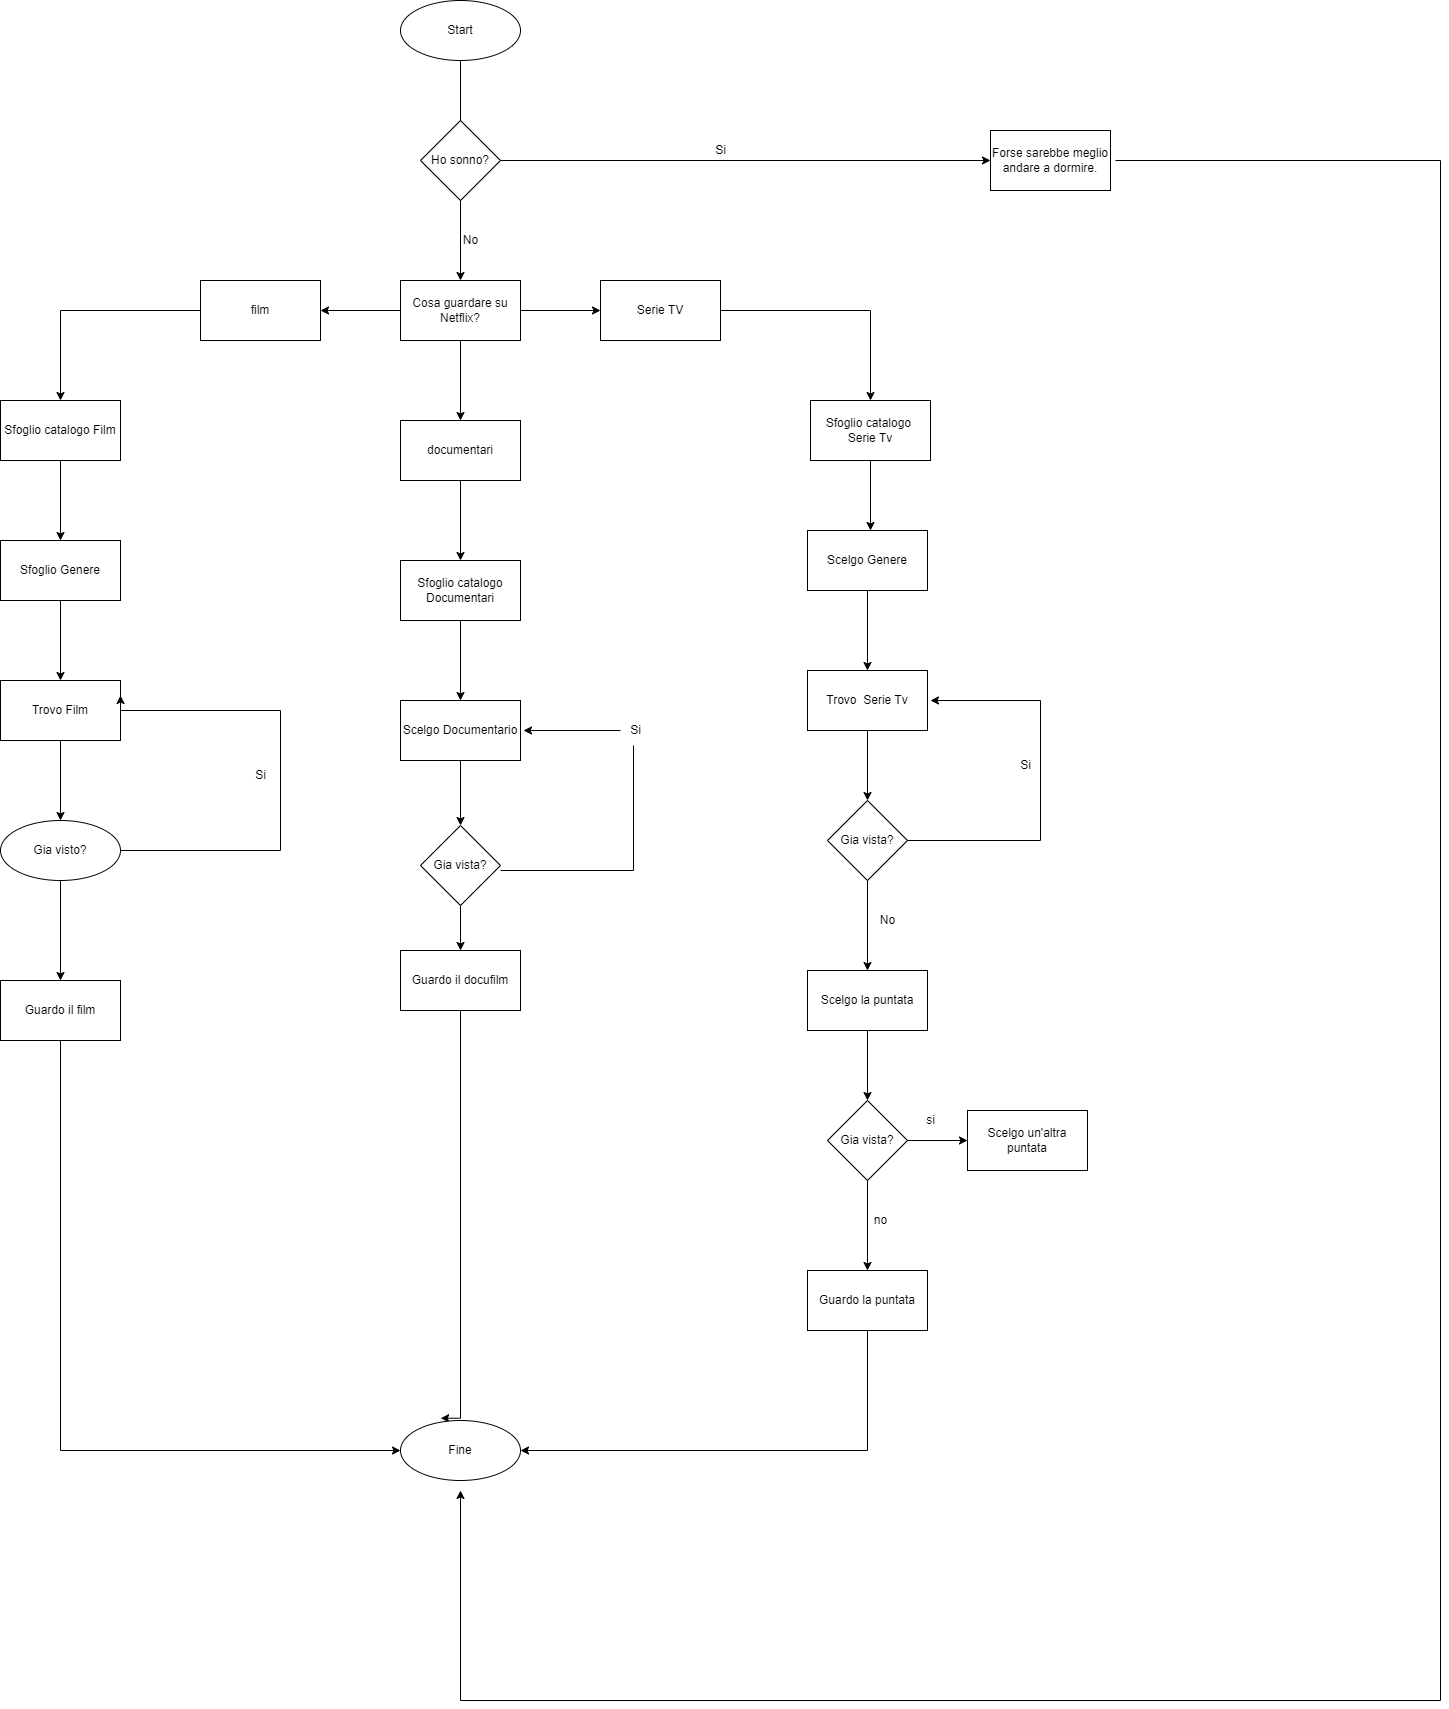 Start
Ho sonno?
Si
Forse sarebbe meglio
andare a dormire.
No
film
Cosa guardare su
Netflix?
Serie TV
Sfoglio catalogo Film
documentari
Sfoglio catalogo
Serie Tv
Sfoglio Genere
Sfoglio catalogo
Documentari
Scelgo Genere
Trovo Film
Scelgo Documentario
Si
Trovo  Serie Tv
Si
Si
Gia visto?
Gia vista?
Gia vista?
No
Guardo il film
Guardo il docufilm
Scelgo la puntata
Gia vista?
si
Scelgo un'altra
puntata
no
Guardo la puntata
Fine